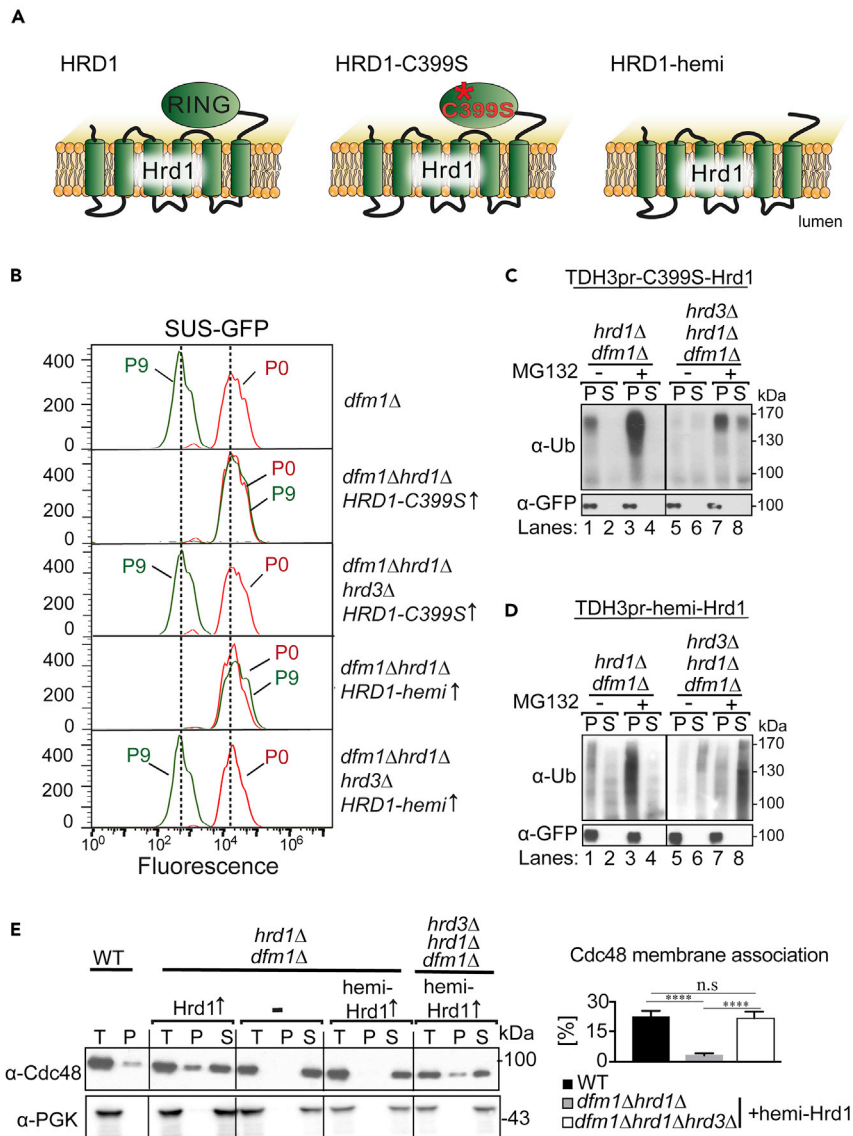 A
HRD1
HRD1-C399S
HRD1-hemi
RING
*
C399S
Hrd1
Hrd1
Hrd1
lumen
B
SUS-GFP
400
200
0
P9
P0
dfm1Δ
400
200
0
P0
P9
dfm1Δhrd1Δ
HRD1-C399S↑
400
200
0
P9
P0
dfm1Δhrd1Δ
hrd3Δ
HRD1-C399S↑
400
200
0
P0
P9
dfm1Δhrd1Δ
HRD1-hemi↑
400
200
0
P9
P0
dfm1Δhrd1Δ
hrd3Δ
HRD1-hemi↑
10⁰ 10² 10⁴ 10⁶
Fluorescence
C
TDH3pr-C399S-Hrd1
hrd3Δ
hrd1Δ hrd1Δ
dfm1Δ dfm1Δ
MG132 - + - +
P S P S P S P S kDa
α-Ub
170
130
100
α-GFP
100
Lanes: 1 2 3 4 5 6 7 8
D
TDH3pr-hemi-Hrd1
hrd3Δ
hrd1Δ hrd1Δ
dfm1Δ dfm1Δ
MG132 - + - +
P S P S P S P S kDa
α-Ub
170
130
100
α-GFP
100
Lanes: 1 2 3 4 5 6 7 8
E
WT
hrd1Δ
dfm1Δ
hrd3Δ
hrd1Δ
dfm1Δ
Hrd1↑
-
hemi-
Hrd1↑
hemi-
Hrd1↑
T P T P S T P S T P S T P S kDa
α-Cdc48
-100
α-PGK
-43
Cdc48 membrane association
n.s
**** ****
[%]
30
15
0
WT
dfm1Δhrd1Δ
dfm1Δhrd1Δhrd3Δ
+hemi-Hrd1